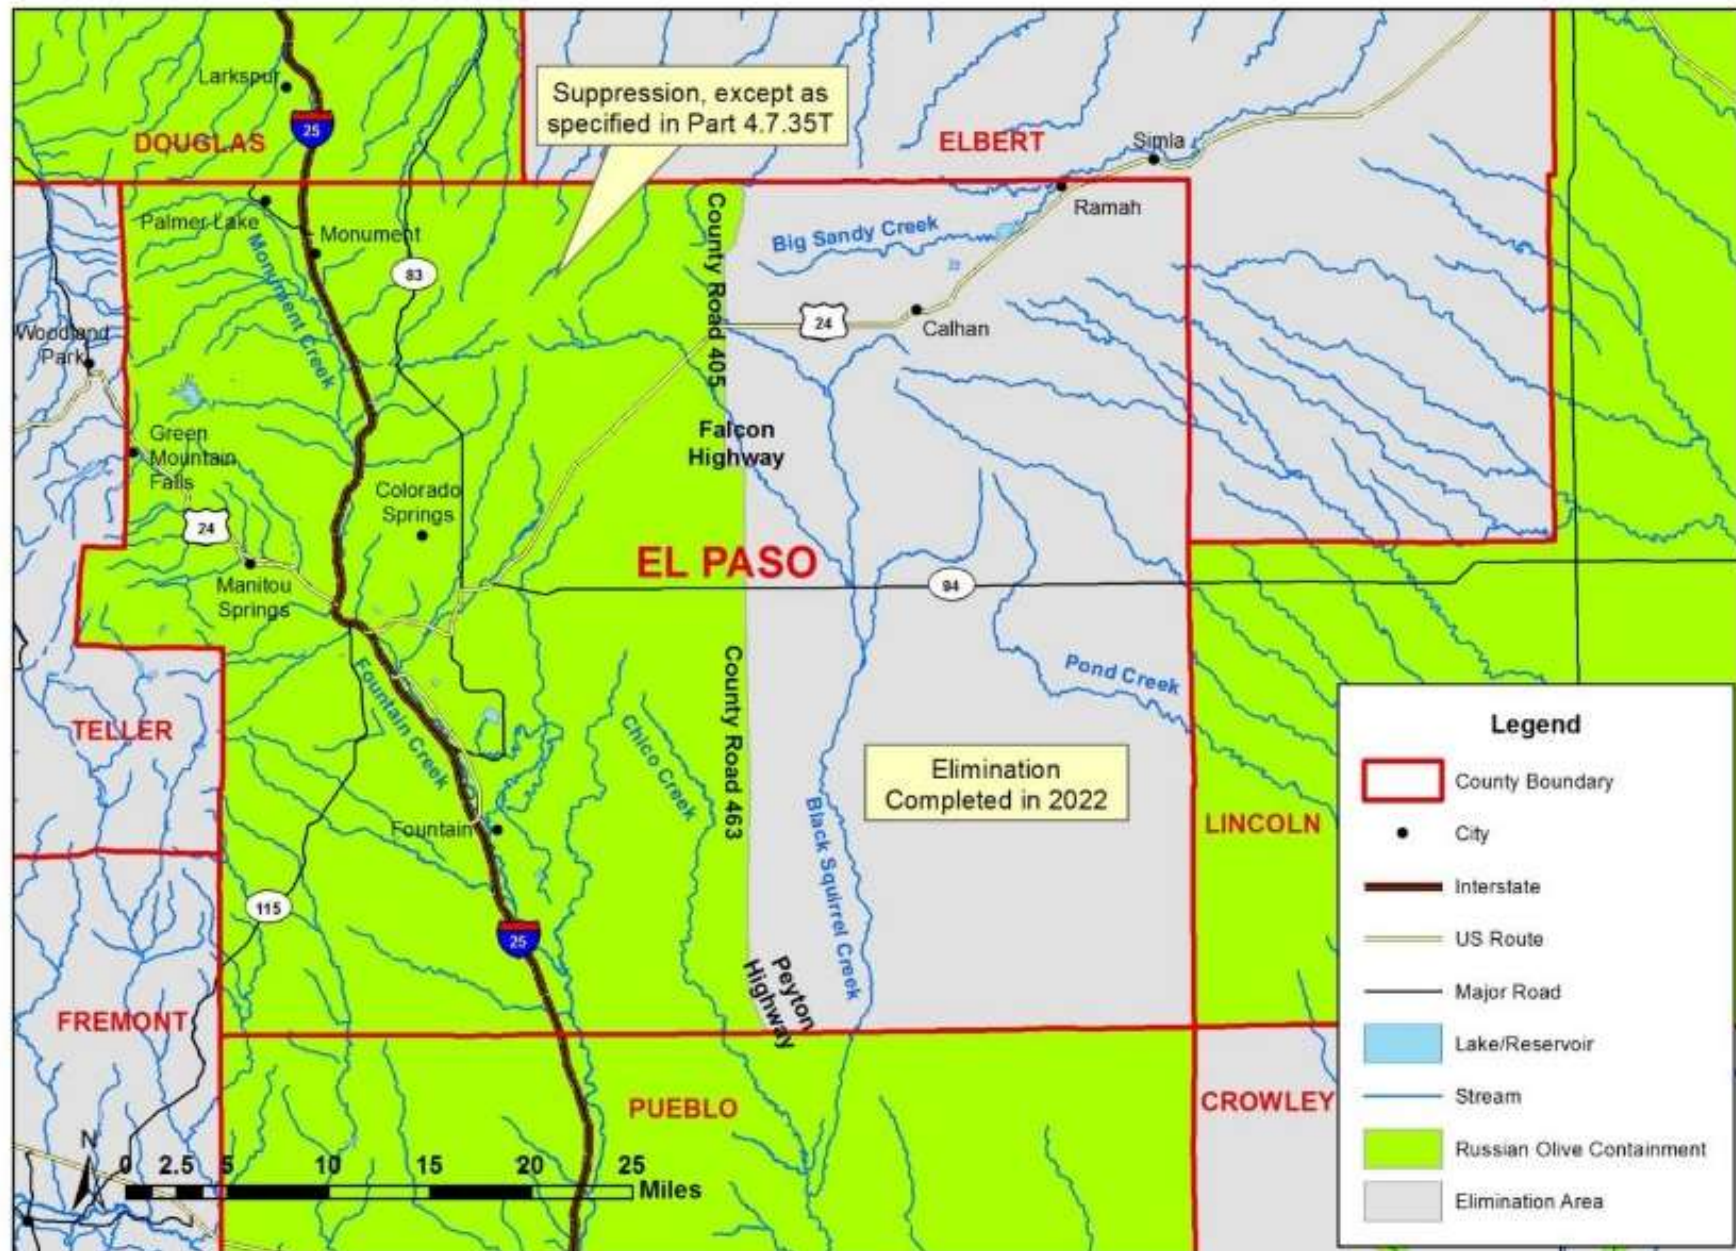 Larkspur
25
DOUGLAS
Suppression, except as
specified in Part 4.7.35T
ELBERT
Simla
Palmer Lake
Monument
Monument Creek
83
County Road 405
Big Sandy Creek
Ramah
24
Calhan
Woodland
Park
Green
Mountain
Falls
24
Colorado
Springs
Falcon
Highway
EL PASO
94
Manitou
Springs
TELLER
Fountain Creek
Chico Creek
County Road 463
Pond Creek
Elimination
Completed in 2022
Black Squirrel Creek
LINCOLN
Fountain
115
25
Peyton
Highway
FREMONT
PUEBLO
CROWLEY
N
0 2.5 5 10 15 20 25
Miles
Legend
County Boundary
City
Interstate
US Route
Major Road
Lake/Reservoir
Stream
Russian Olive Containment
Elimination Area